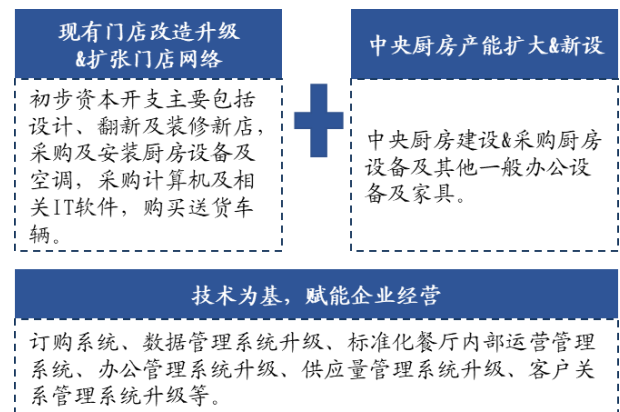 现有门店改造升级
&扩张门店网络
初步资本开支主要包括
设计、翻新及装修新店，
采购及安装厨房设备及
空调，采购计算机及相
关IT软件，购买送货车
辆。
中央厨房产能扩大&新设
中央厨房建设&采购厨房
设备及其他一般办公设
备及家具。
技术为基，赋能企业经营
订购系统、数据管理系统升级、标准化餐厅内部运营管理
系统、办公管理系统升级、供应量管理系统升级、客户关
系管理系统升级等。